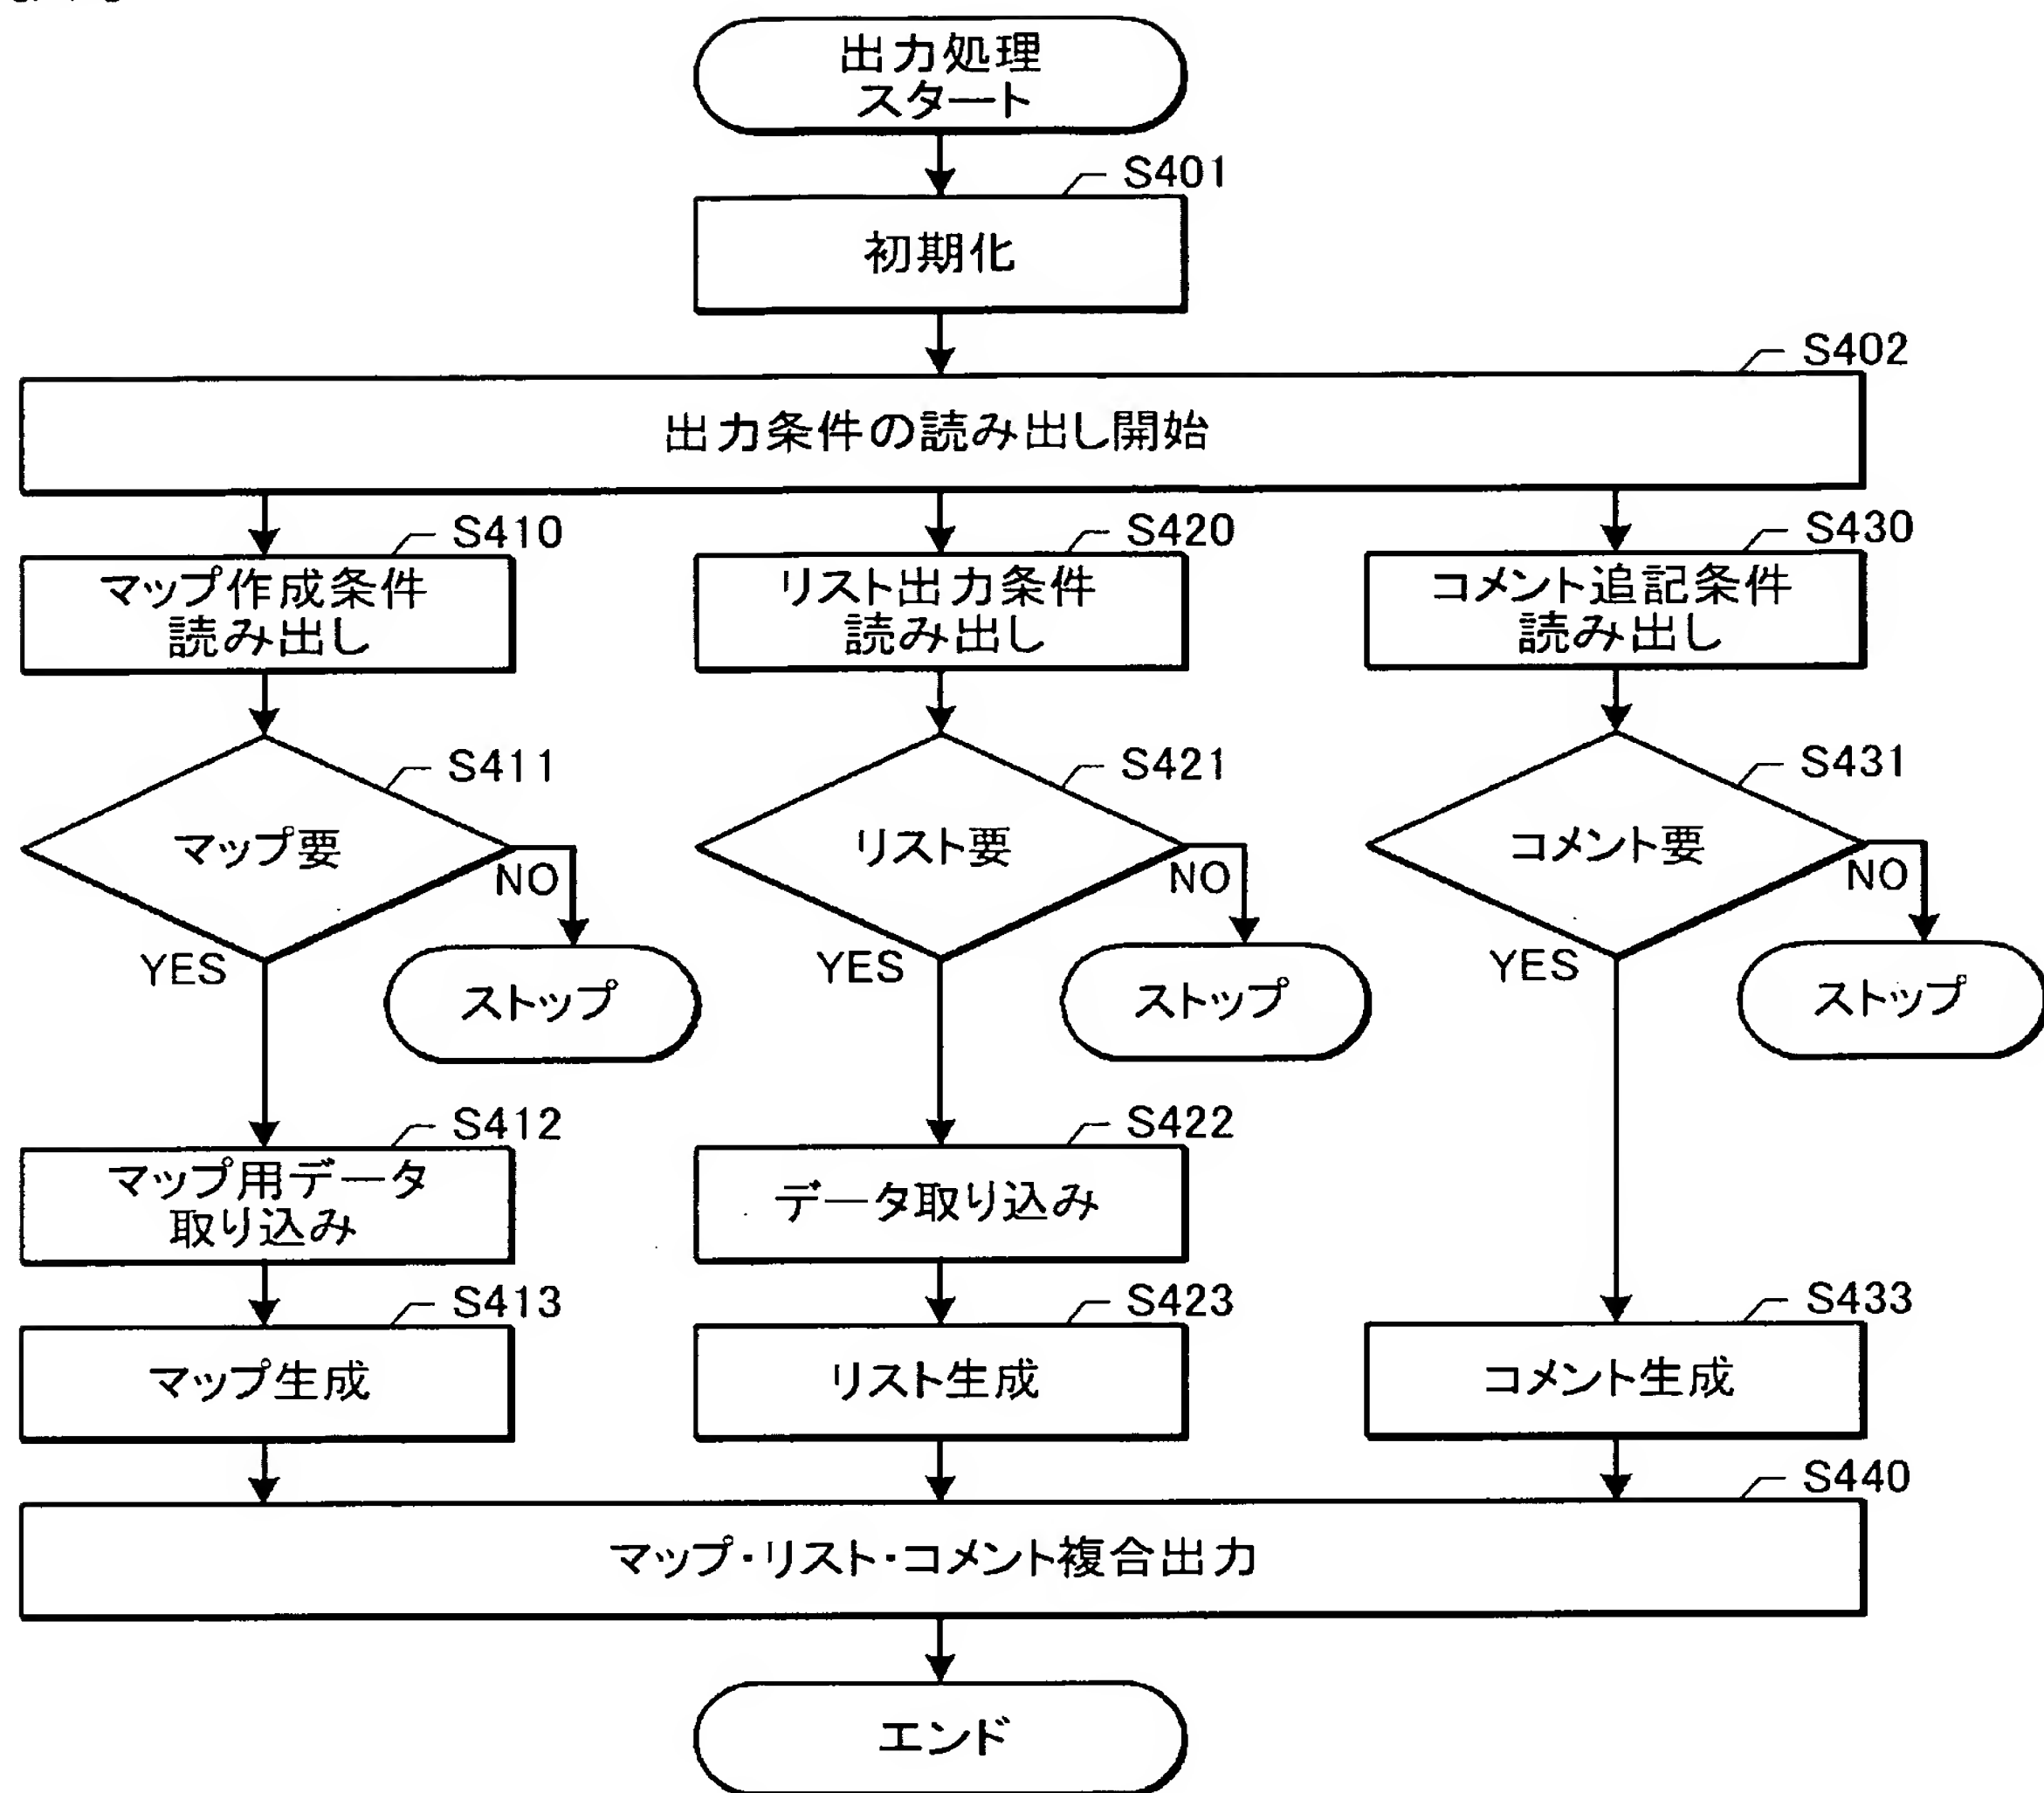 出力処理
スタート
S401
初期化
S402
出力条件の読み出し開始
S410
マップ作成条件
読み出し
S420
リスト出力条件
読み出し
S430
コメント追記条件
読み出し
S411
マップ要
NO
YES
ストップ
S421
リスト要
NO
YES
ストップ
S431
コメント要
NO
YES
ストップ
S412
マップ用データ
取り込み
S422
データ取り込み
S413
マップ生成
S423
リスト生成
S433
コメント生成
S440
マップ・リスト・コメント複合出力
エンド